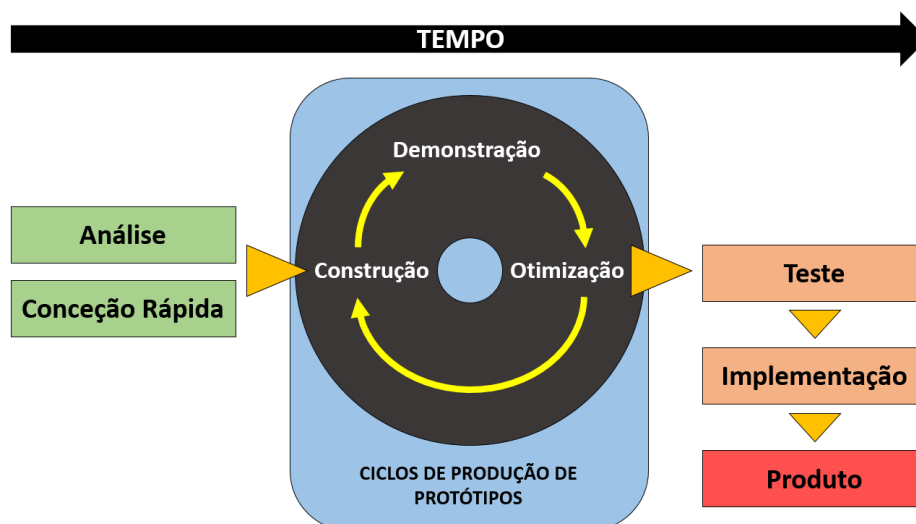 TEMPO
Demonstração
Análise
Construção
Otimização
Conceção Rápida
Teste
Implementação
Produto
CICLOS DE PRODUÇÃO DE
PROTÓTIPOS